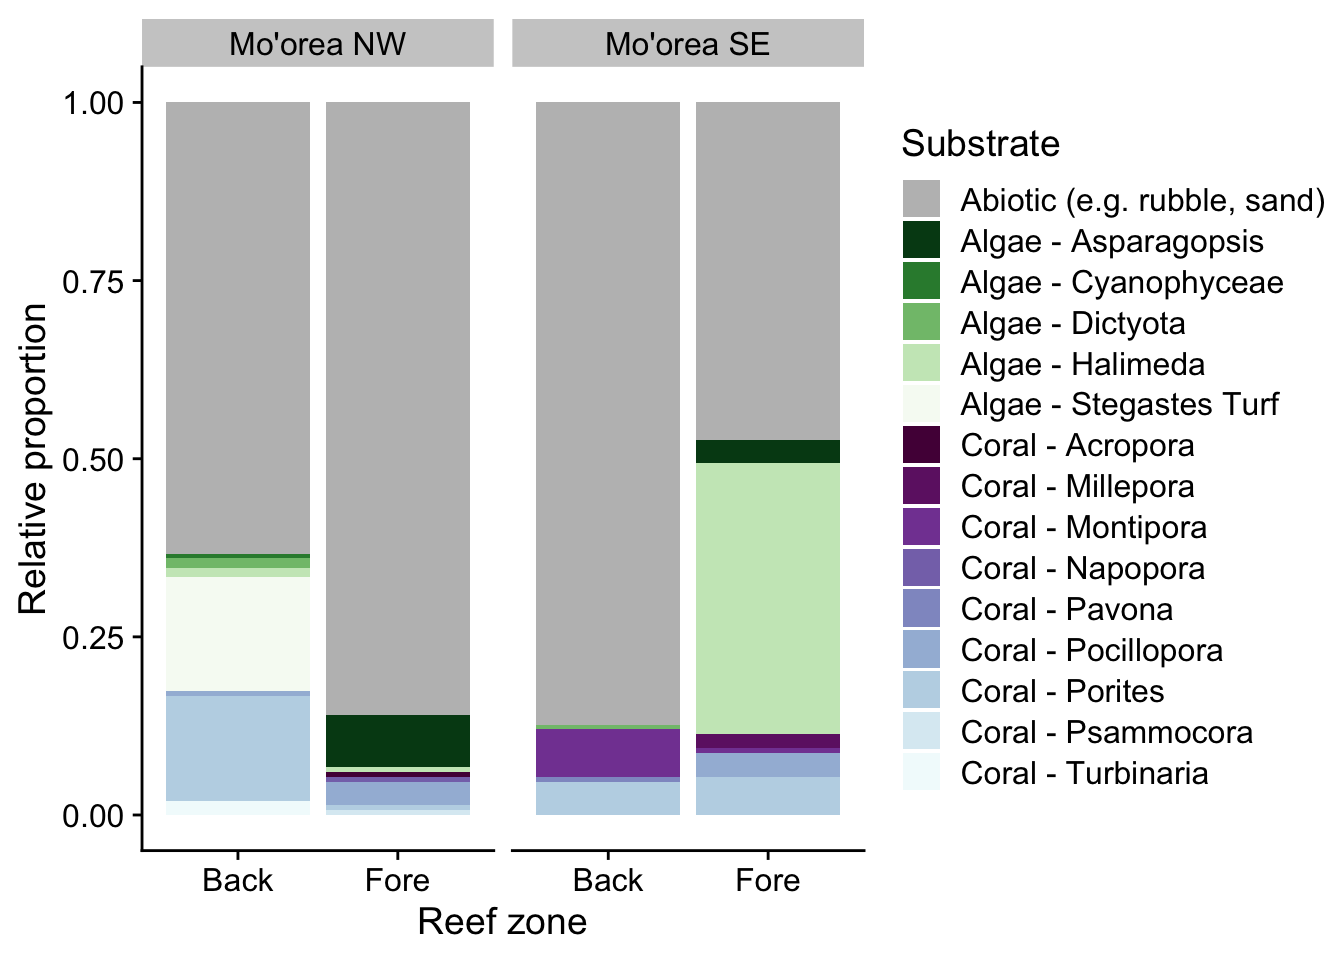 Mo'orea NW
Mo'orea SE
1.00
0.75
0.50
0.25
0.00
Relative proportion
Back
Fore
Back
Fore
Reef zone
Substrate
Abiotic (e.g. rubble, sand)
Algae - Asparagopsis
Algae - Cyanophyceae
Algae - Dictyota
Algae - Halimeda
Algae - Stegastes Turf
Coral - Acropora
Coral - Millepora
Coral - Montipora
Coral - Napopora
Coral - Pavona
Coral - Pocillopora
Coral - Porites
Coral - Psammocora
Coral - Turbinaria